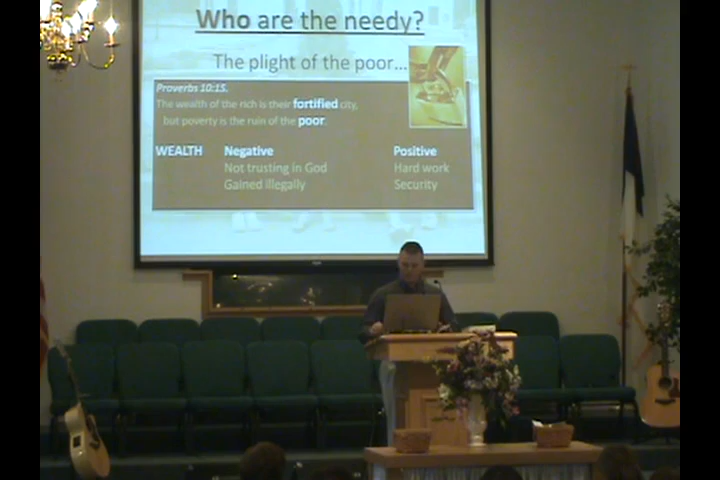 Who are the needy?
The plight of the poor...
Proverbs 10:15.
The wealth of the rich is their fortified city,
but poverty is the ruin of the poor.
WEALTH Negative Positive
Not trusting in God Hard work
Gained illegally Security